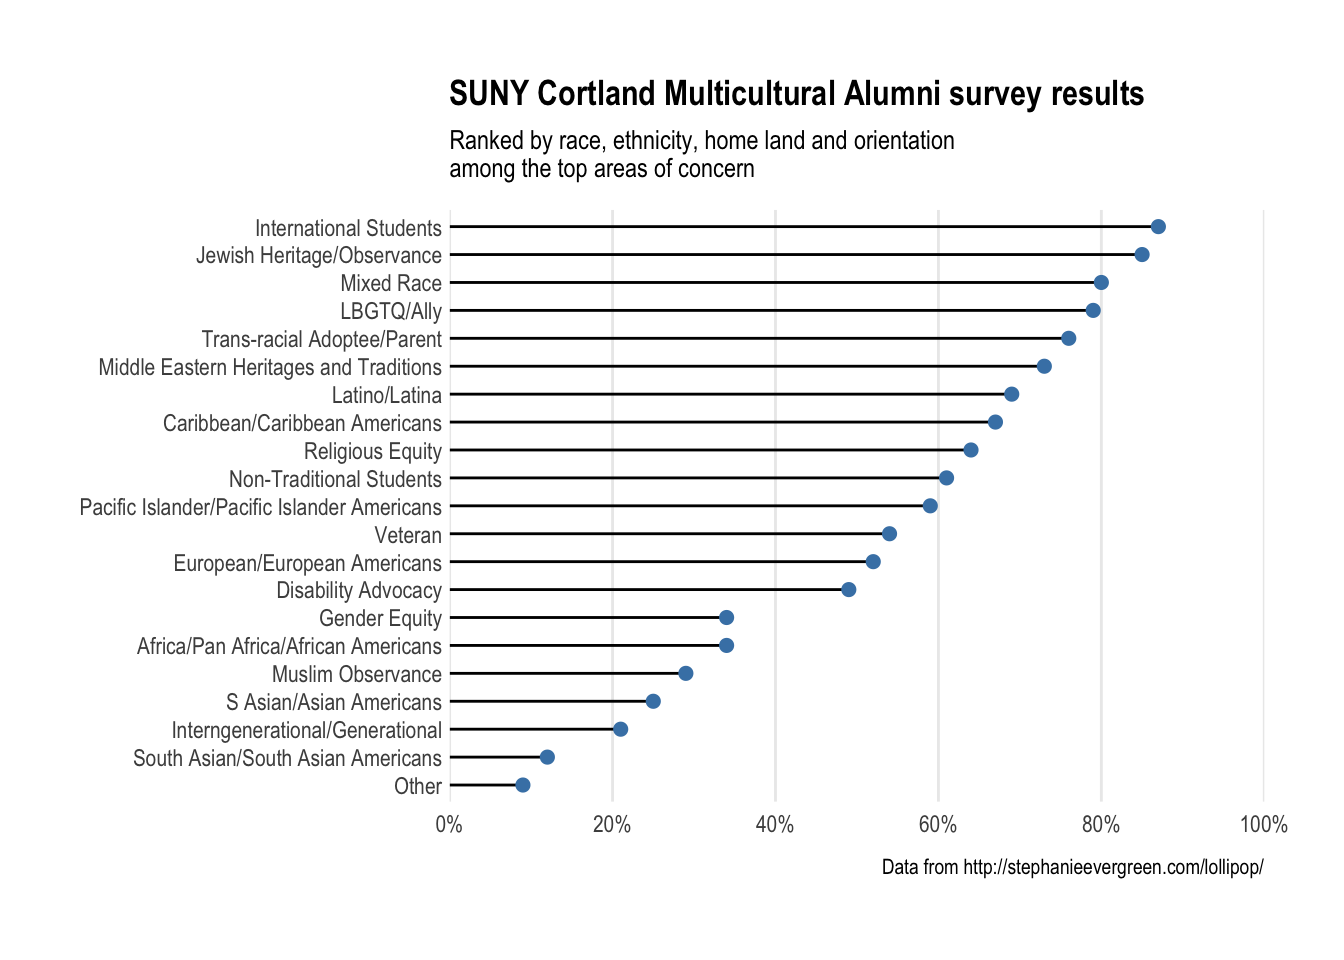 SUNY Cortland Multicultural Alumni survey results
Ranked by race, ethnicity, home land and orientation
among the top areas of concern
International Students
Jewish Heritage/Observance
Mixed Race
LBGTQ/Ally
Trans-racial Adoptee/Parent
Middle Eastern Heritages and Traditions
Latino/Latina
Caribbean/Caribbean Americans
Religious Equity
Non-Traditional Students
Pacific Islander/Pacific Islander Americans
Veteran
European/European Americans
Disability Advocacy
Gender Equity
Africa/Pan Africa/African Americans
Muslim Observance
S Asian/Asian Americans
Interngenerational/Generational
South Asian/South Asian Americans
Other
0% 20% 40% 60% 80% 100%
Data from http://stephanieevergreen.com/lollipop/